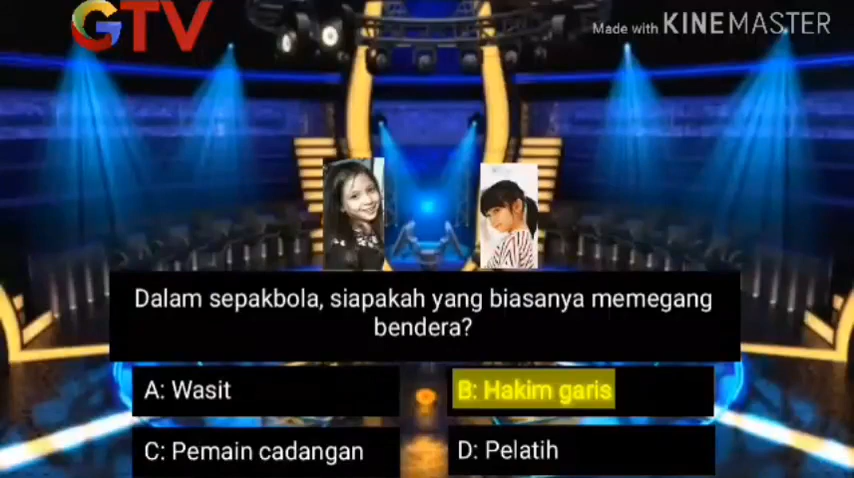 GTV
Made with KINEMASTER
Dalam sepakbola, siapakah yang biasanya memegang
bendera?
A: Wasit
B: Hakim garis
C: Pemain cadangan
D: Pelatih